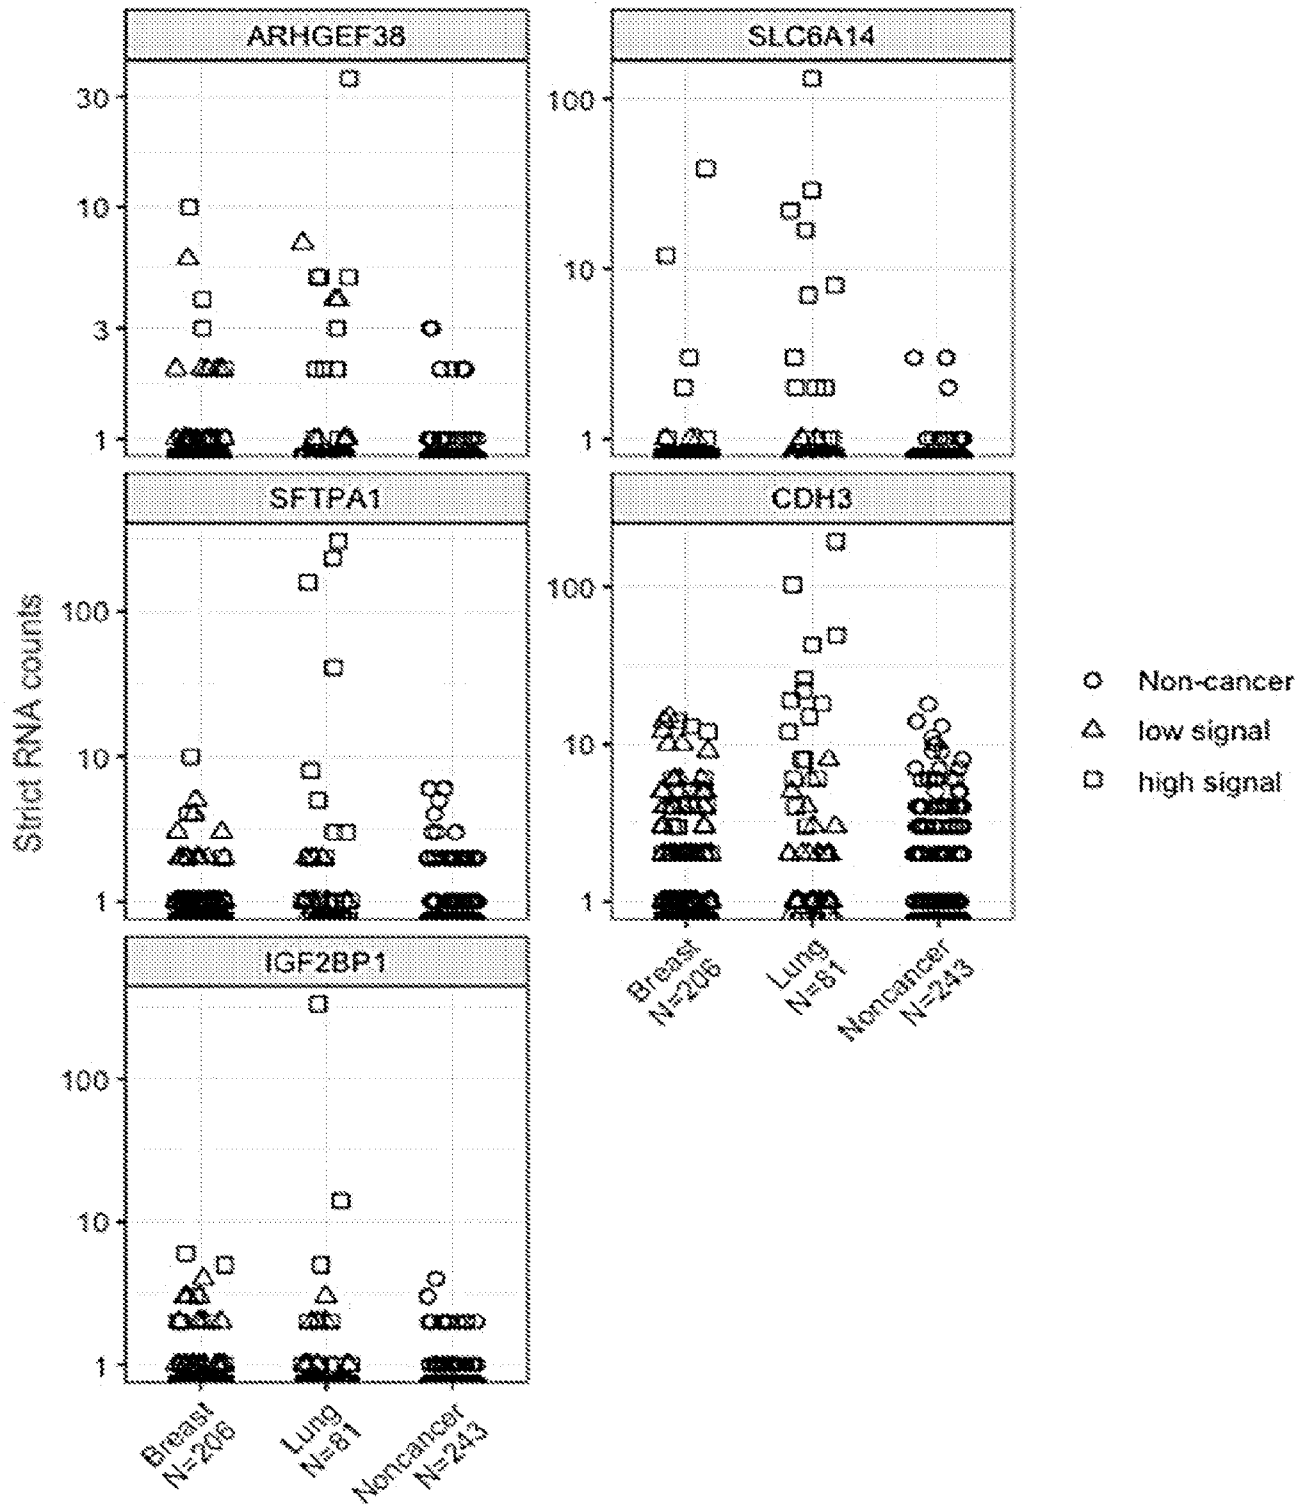 ARHGEF38
SLC6A14
30
10
3
1
100
10
1
SFTPA1
CDH3
100
10
1
100
10
1
Strict RNA counts
Non-cancer
low signal
high signal
IGF2BP1
100
10
1
Breast
N=206
Lung
N=81
Noncancer
N=243
Breast
N=206
Lung
N=81
Noncancer
N=243